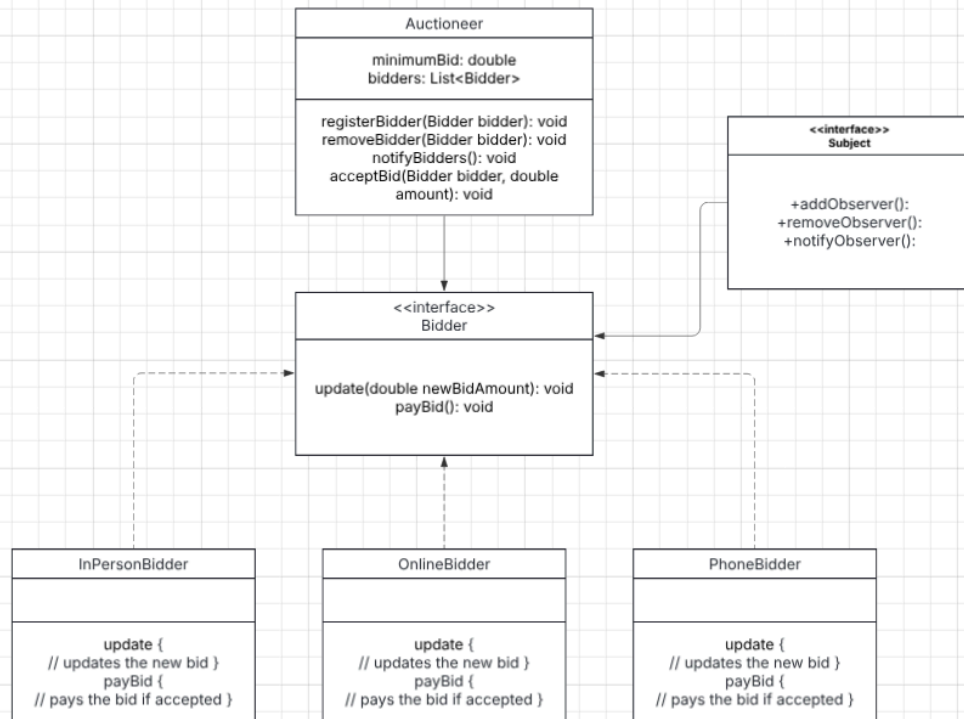 Auctioneer
minimumBid: double
bidders: List<Bidder>
registerBidder(Bidder bidder): void
removeBidder(Bidder bidder): void
notifyBidders(): void
acceptBid(Bidder bidder, double
amount): void
<<interface>>
Subject
+addObserver():
+removeObserver():
+notifyObserver():
<<interface>>
Bidder
update(double newBidAmount): void
payBid(): void
InPersonBidder
update {
// updates the new bid }
payBid {
// pays the bid if accepted }
OnlineBidder
update {
// updates the new bid }
payBid {
// pays the bid if accepted }
PhoneBidder
update {
// updates the new bid }
payBid {
// pays the bid if accepted }